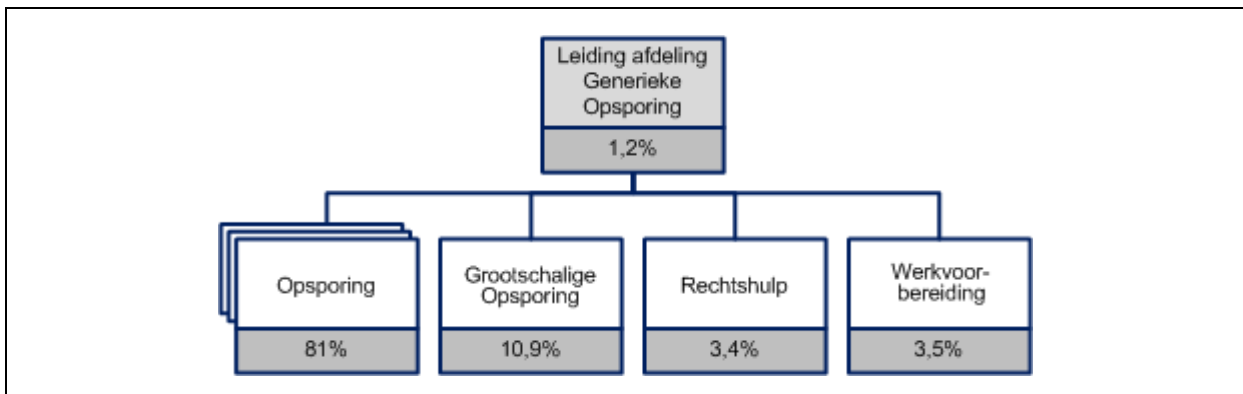 Leiding afdeling
Generieke
Opsporing
1,2%
Opsporing
81%
Grootschalige
Opsporing
10,9%
Rechtshulp
3,4%
Werkvoor-
bereiding
3,5%